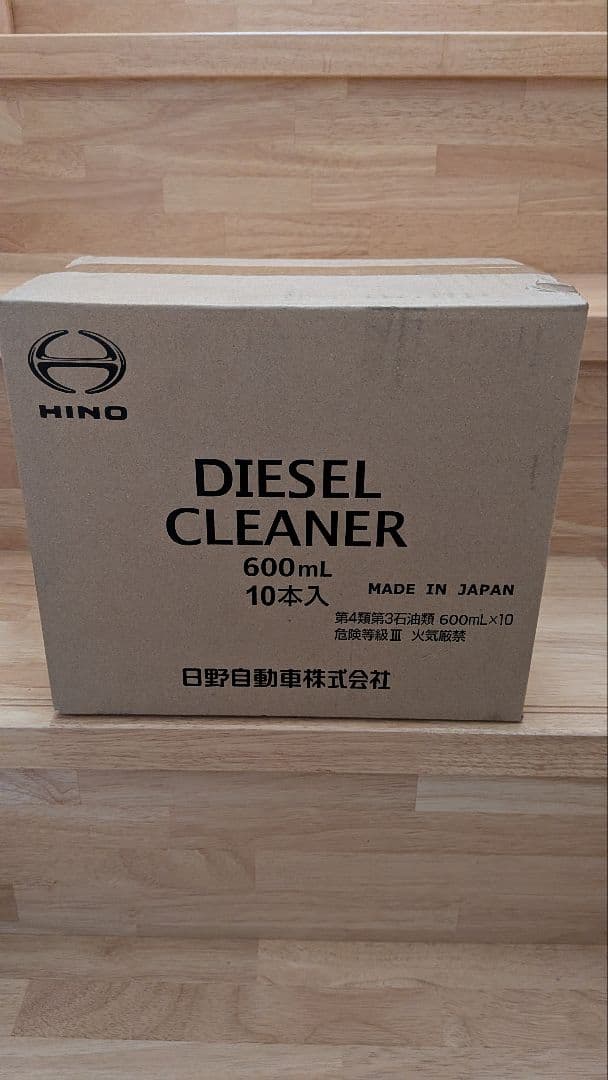 HINO
DIESEL
CLEANER
600mL
10本入
MADE IN JAPAN
第4類第3石油類 600mL×10
危険等級Ⅲ 火気厳禁
日野自動車株式会社